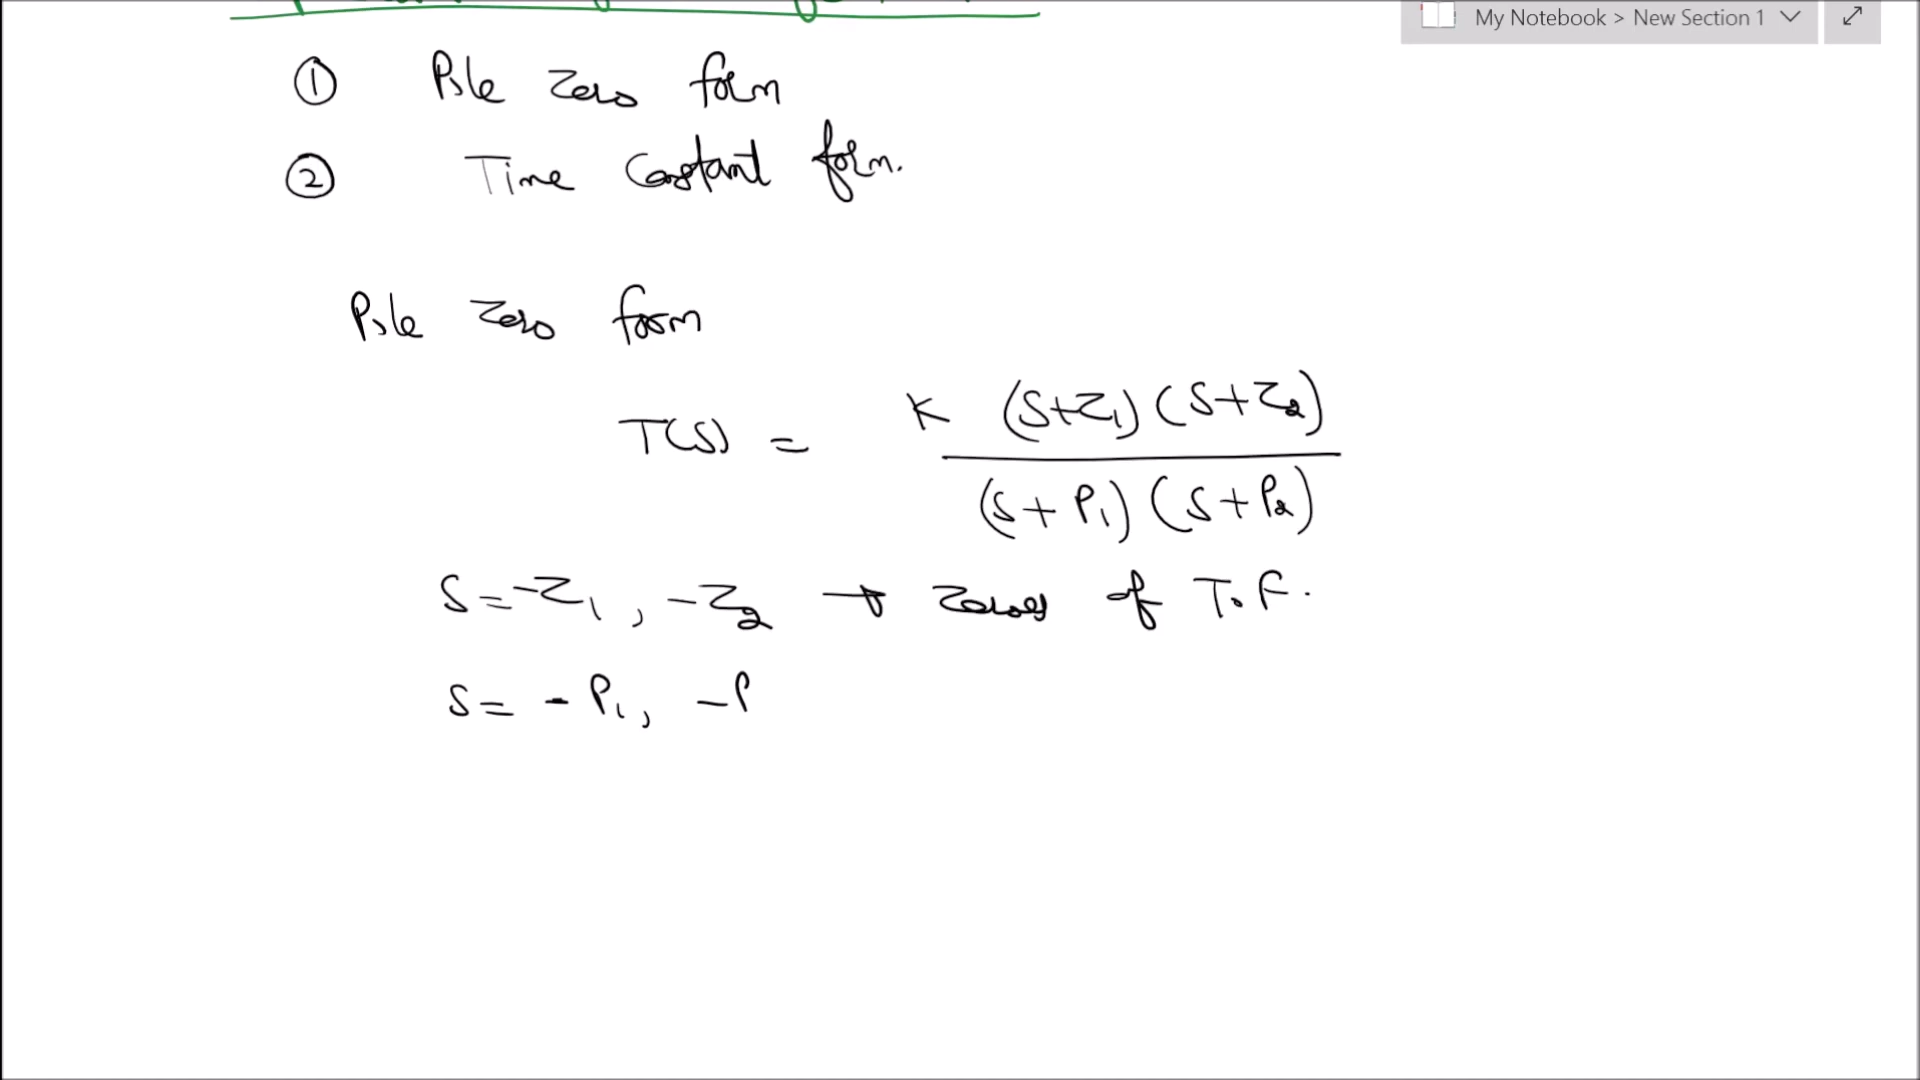 My Notebook > New Section 1
① Pole Zero form
② Time Constant form.
Pole Zero form
T(S) = K (S+Z₁) (S+Z₂)
(S+P₁) (S+P₂)
S=-Z₁, -Z₂ → Zeroes of T.F.
S= -P₁, -P